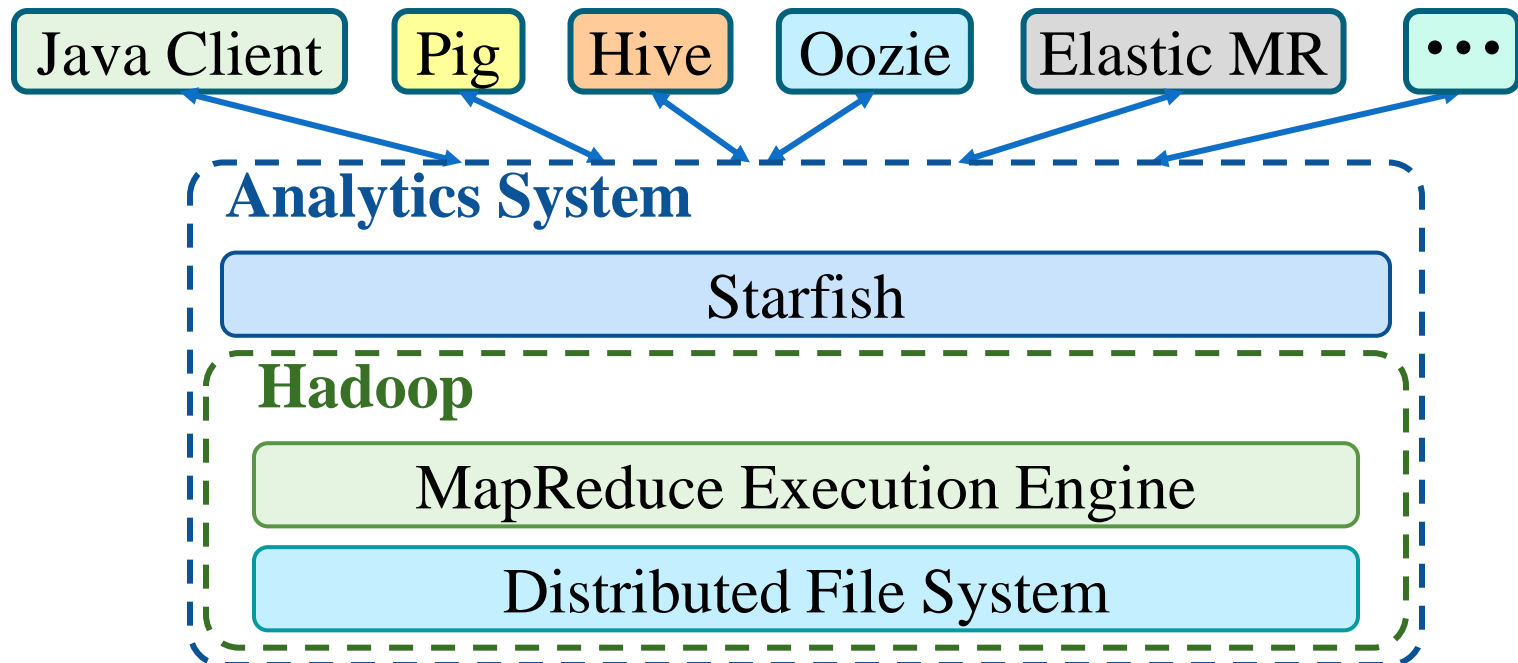 Java Client Pig Hive Oozie Elastic MR •••
Analytics System
Starfish
Hadoop
MapReduce Execution Engine
Distributed File System